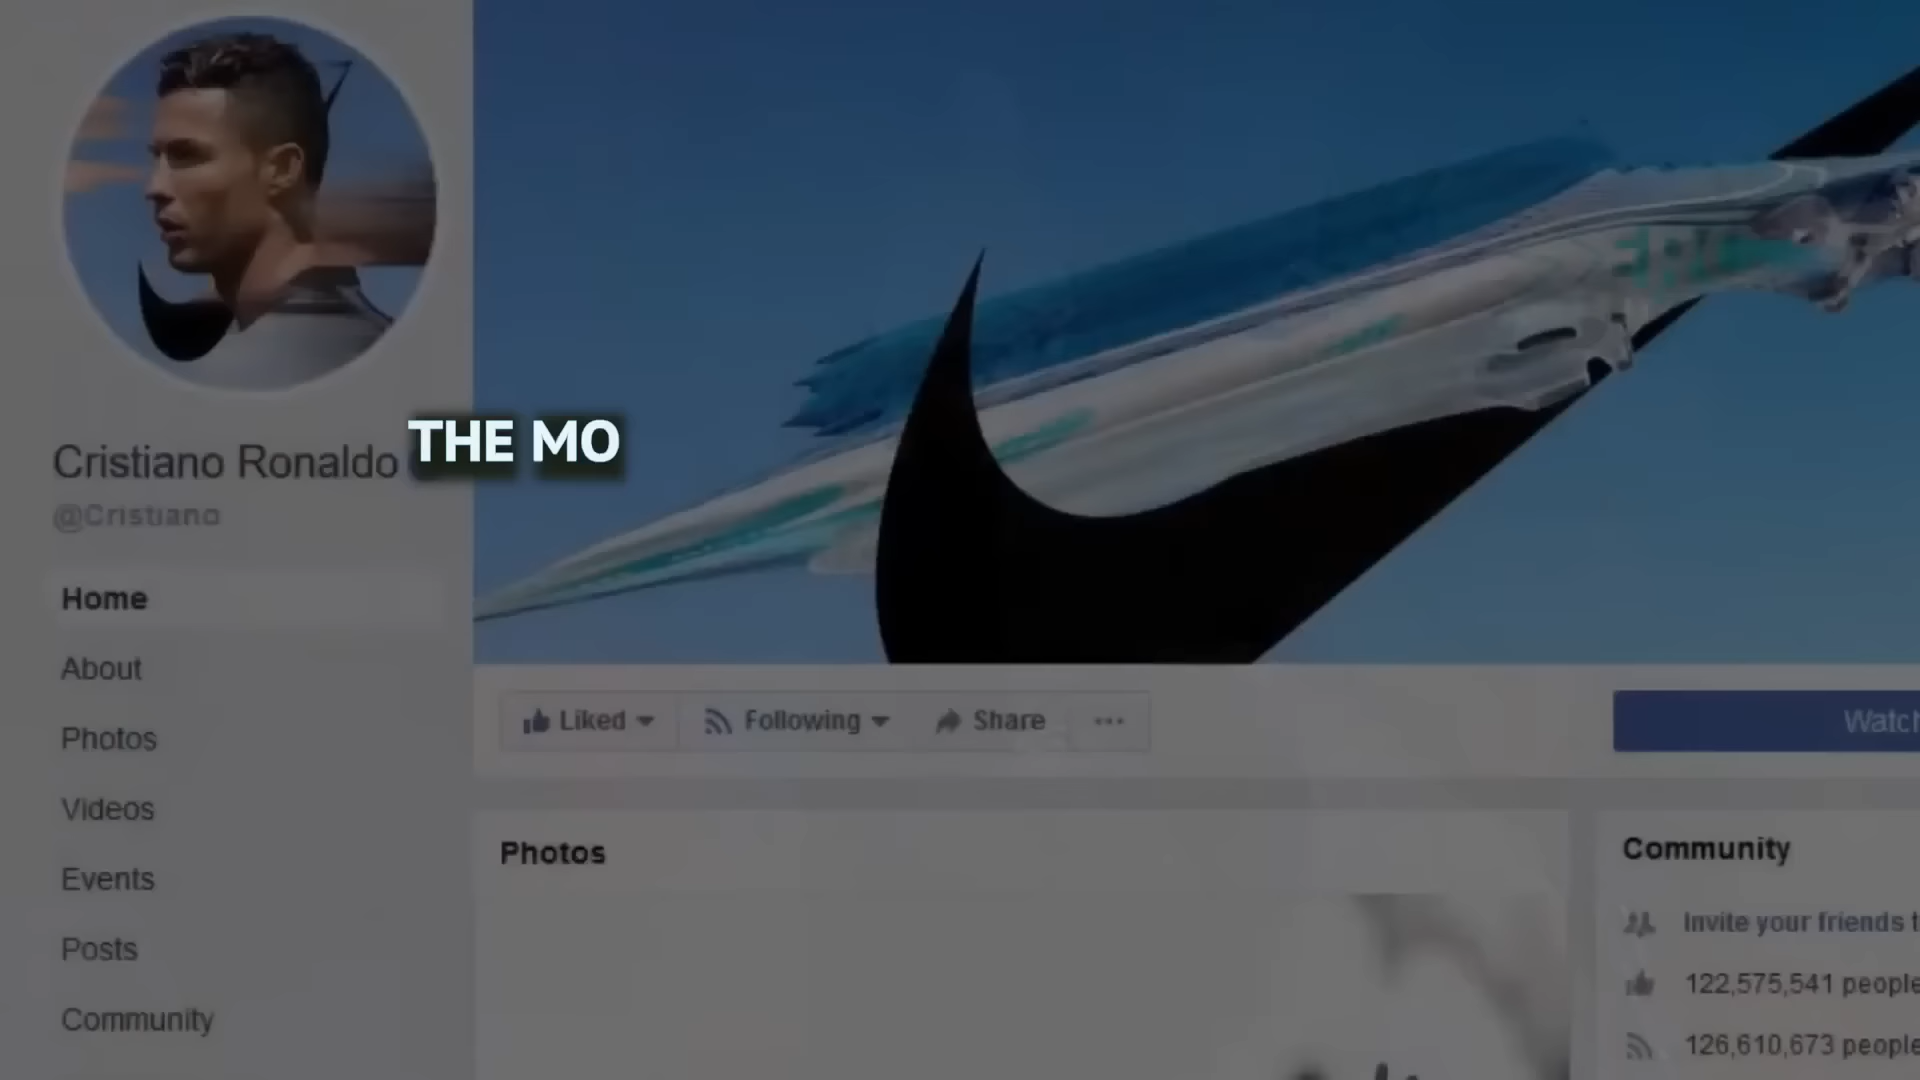 THE MO
Cristiano Ronaldo
@Cristiano
Home
About
Photos
Videos
Events
Posts
Community
Liked
Following
Share
Watch
Photos
Community
Invite your friends
122,575,541 people
126,610,673 people